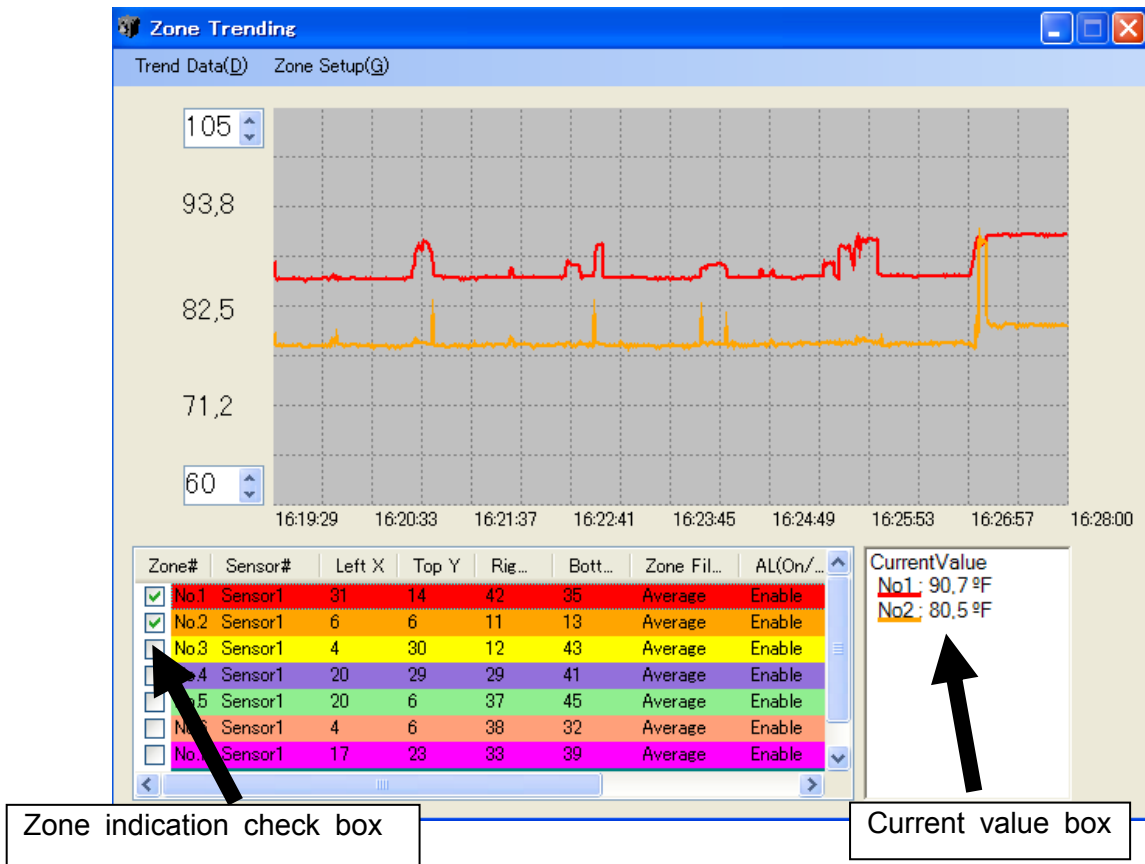 Zone Trending
Trend Data(D) Zone Setup(G)
105
93,8
82,5
71,2
60
16:19:29 16:20:33 16:21:37 16:22:41 16:23:45 16:24:49 16:25:53 16:26:57 16:28:00
Zone# Sensor# Left X Top Y Rig... Bott... Zone Fil... AL(On/...
No.1 Sensor1 31 14 42 35 Average Enable
No.2 Sensor1 6 6 11 13 Average Enable
No.3 Sensor1 4 30 12 43 Average Enable
.4 Sensor1 20 29 29 41 Average Enable
.5 Sensor1 20 6 37 45 Average Enable
Sensor1 4 6 38 32 Average Enable
No. Sensor1 17 23 33 39 Average Enable
CurrentValue
No1.: 90,7 ºF
No2.: 80,5 ºF
Zone indication check box
Current value box